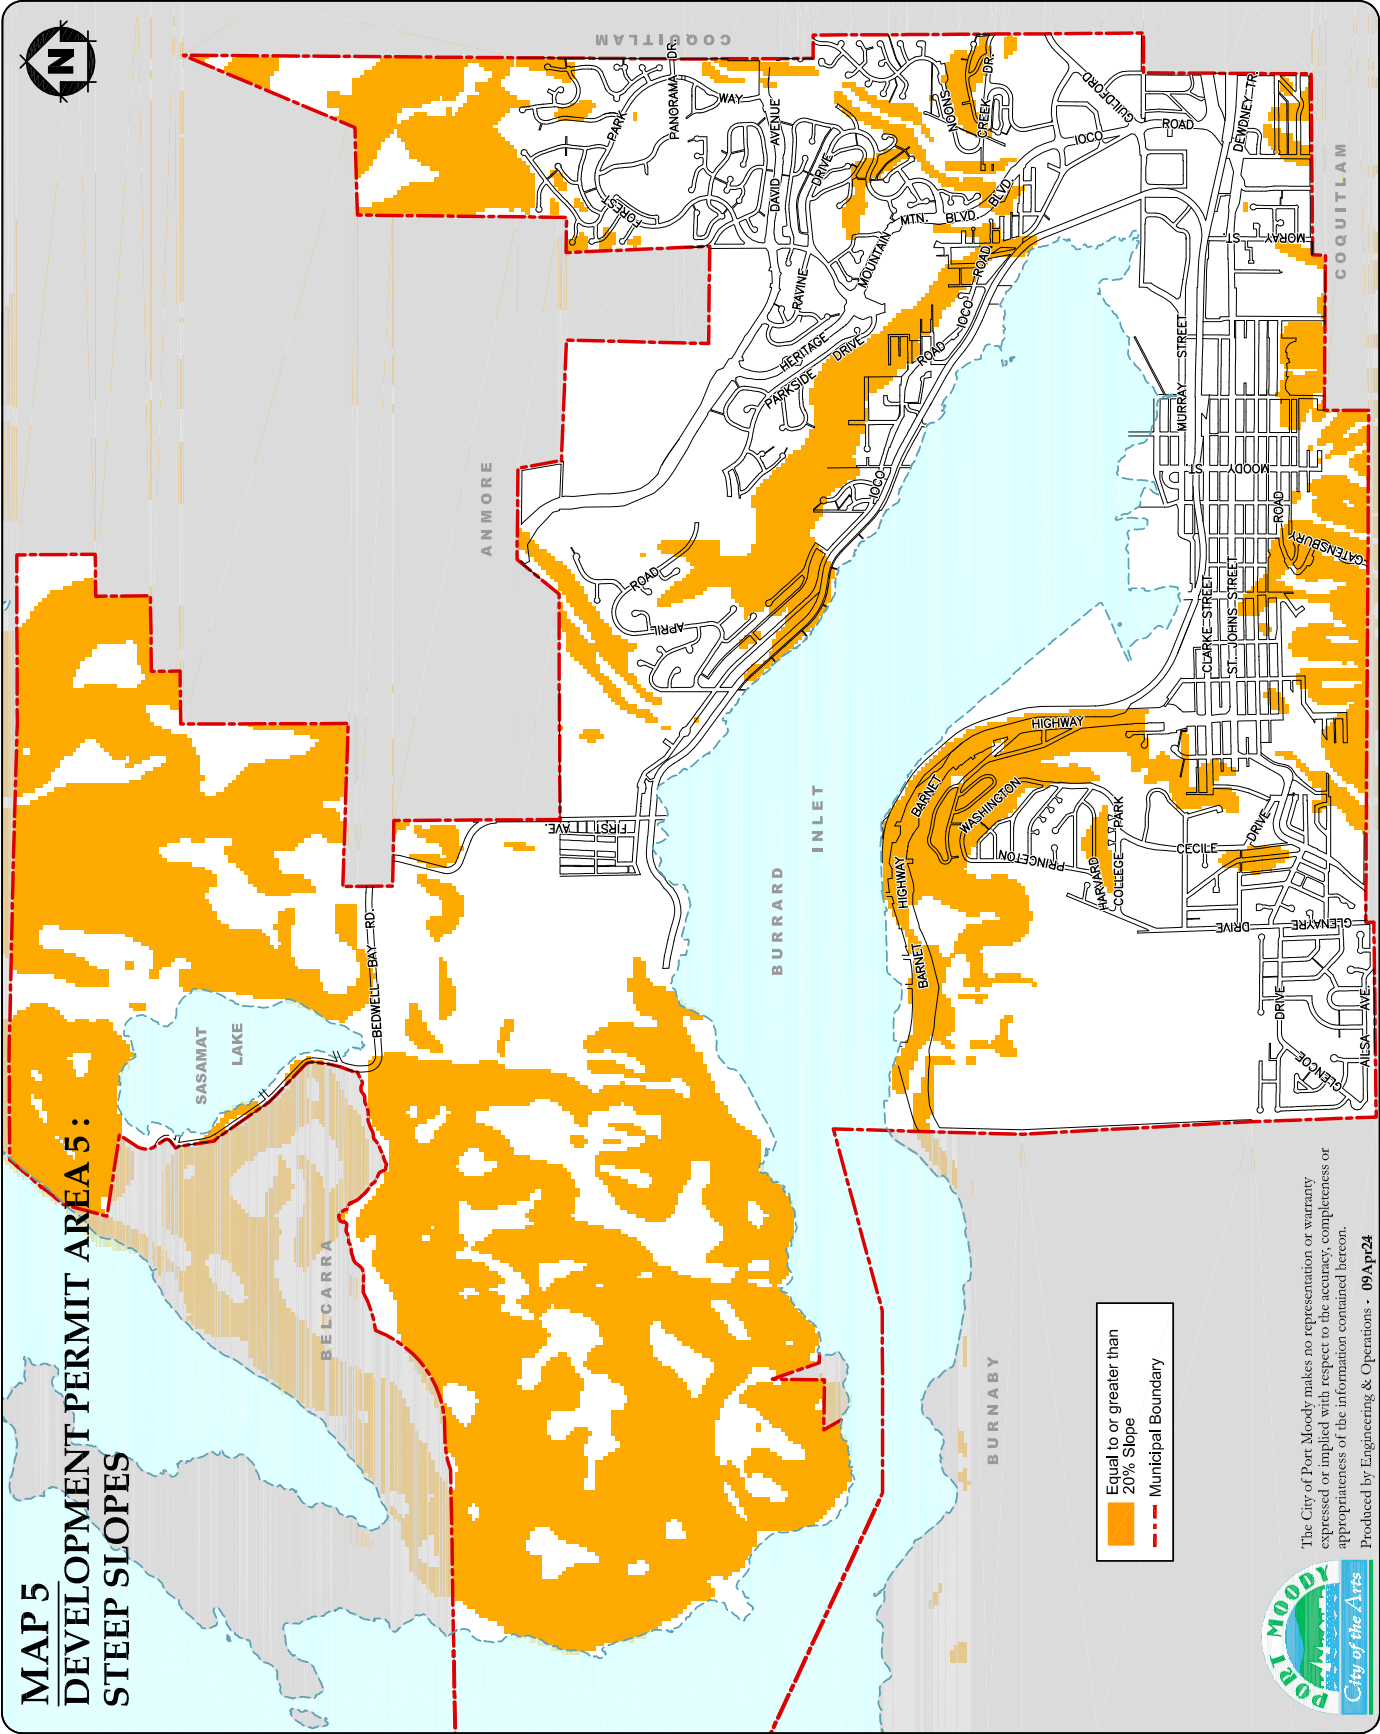 MAP 5
DEVELOPMENT PERMIT AREA 5 :
STEEP SLOPES
N
COQUITLAM
COQUITLAM
ANMORE
BELCARRA
BURNABY
SASAMAT
LAKE
BURRARD
INLET
BEDWELL BAY RD.
FIRST AVE.
APRIL ROAD
IOCO
ROAD
IOCO ROAD
PARKSIDE DRIVE
HERITAGE
RAVINE
MOUNTAIN
MTN. BLVD.
BLVD
DAVID AVENUE
DRIVE
FOREST
PARK
WAY
PANORAMA DR.
NOONS
CREEK DR.
GUILDFORD
IOCO ROAD
DEWDNEY TR.
MORAY ST.
MURRAY STREET
MOODY ST.
CLARKE STREET
ST. JOHNS STREET
GATENSBURY
ROAD
BARNET HIGHWAY
BARNET HIGHWAY
WASHINGTON
PRINCETON
HARVARD
COLLEGE PARK
CECILE DRIVE
GLENAYRE DRIVE
GLENCOE DRIVE
AILSA AVE.
Equal to or greater than
20% Slope
Municipal Boundary
The City of Port Moody makes no representation or warranty
expressed or implied with respect to the accuracy, completeness or
appropriateness of the information contained hereon.
Produced by Engineering & Operations - 09Apr24
PORT MOODY
City of the Arts